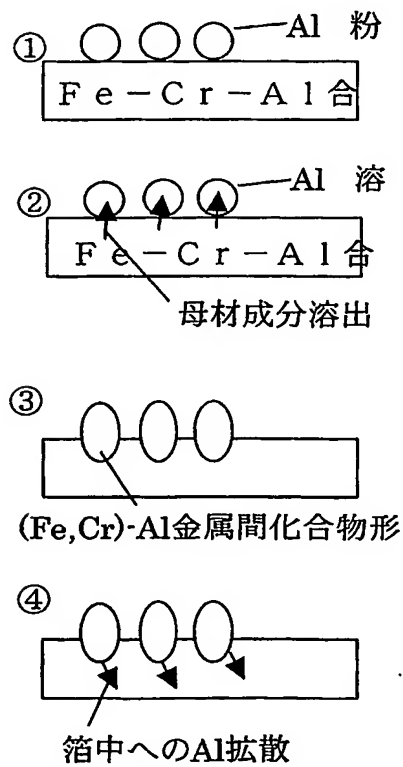 ① Al 粉
Fe-Cr-Al合
② Al 溶
Fe-Cr-Al合
母材成分溶出
③
(Fe,Cr)-Al金属間化合物形
④
箔中へのAl拡散